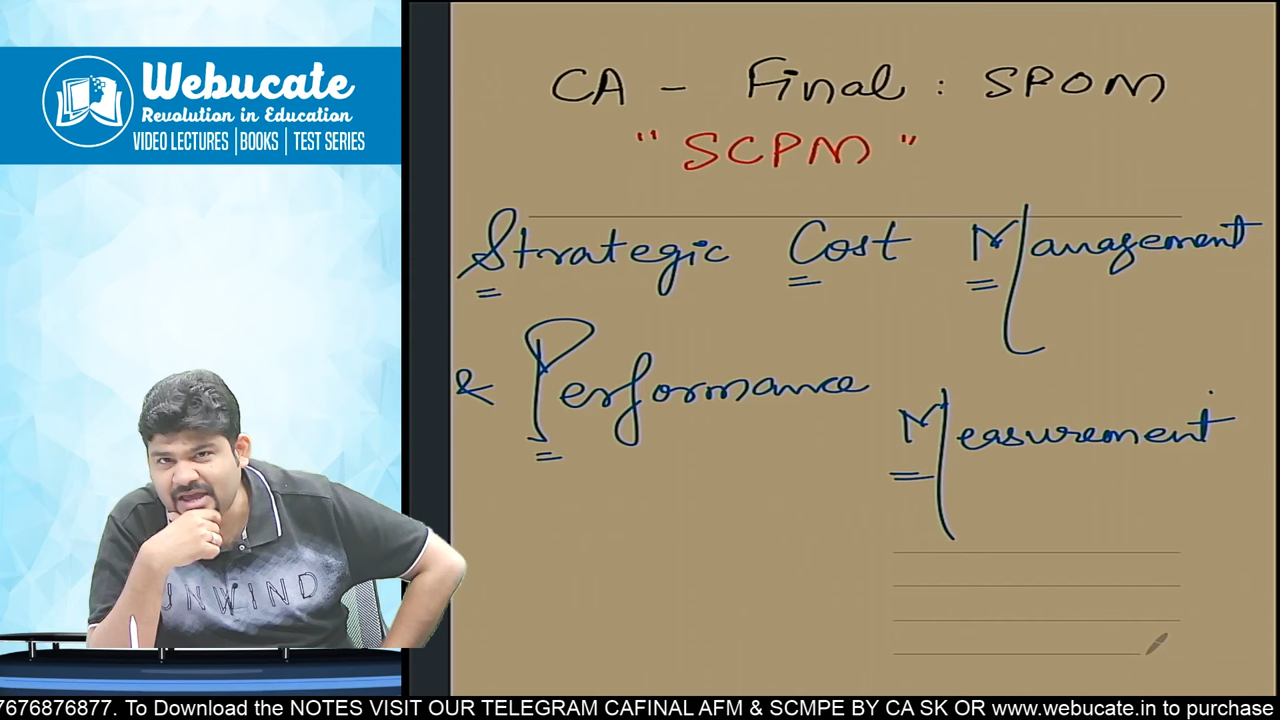 Webucate
Revolution in Education
VIDEO LECTURES | BOOKS | TEST SERIES
CA - Final : SPOM
"SCPM"
Strategic Cost Management
& Performance
Measurement
UNWIND
7676876877. To Download the NOTES VISIT OUR TELEGRAM CAFINAL AFM & SCMPE BY CA SK OR www.webucate.in to purchase